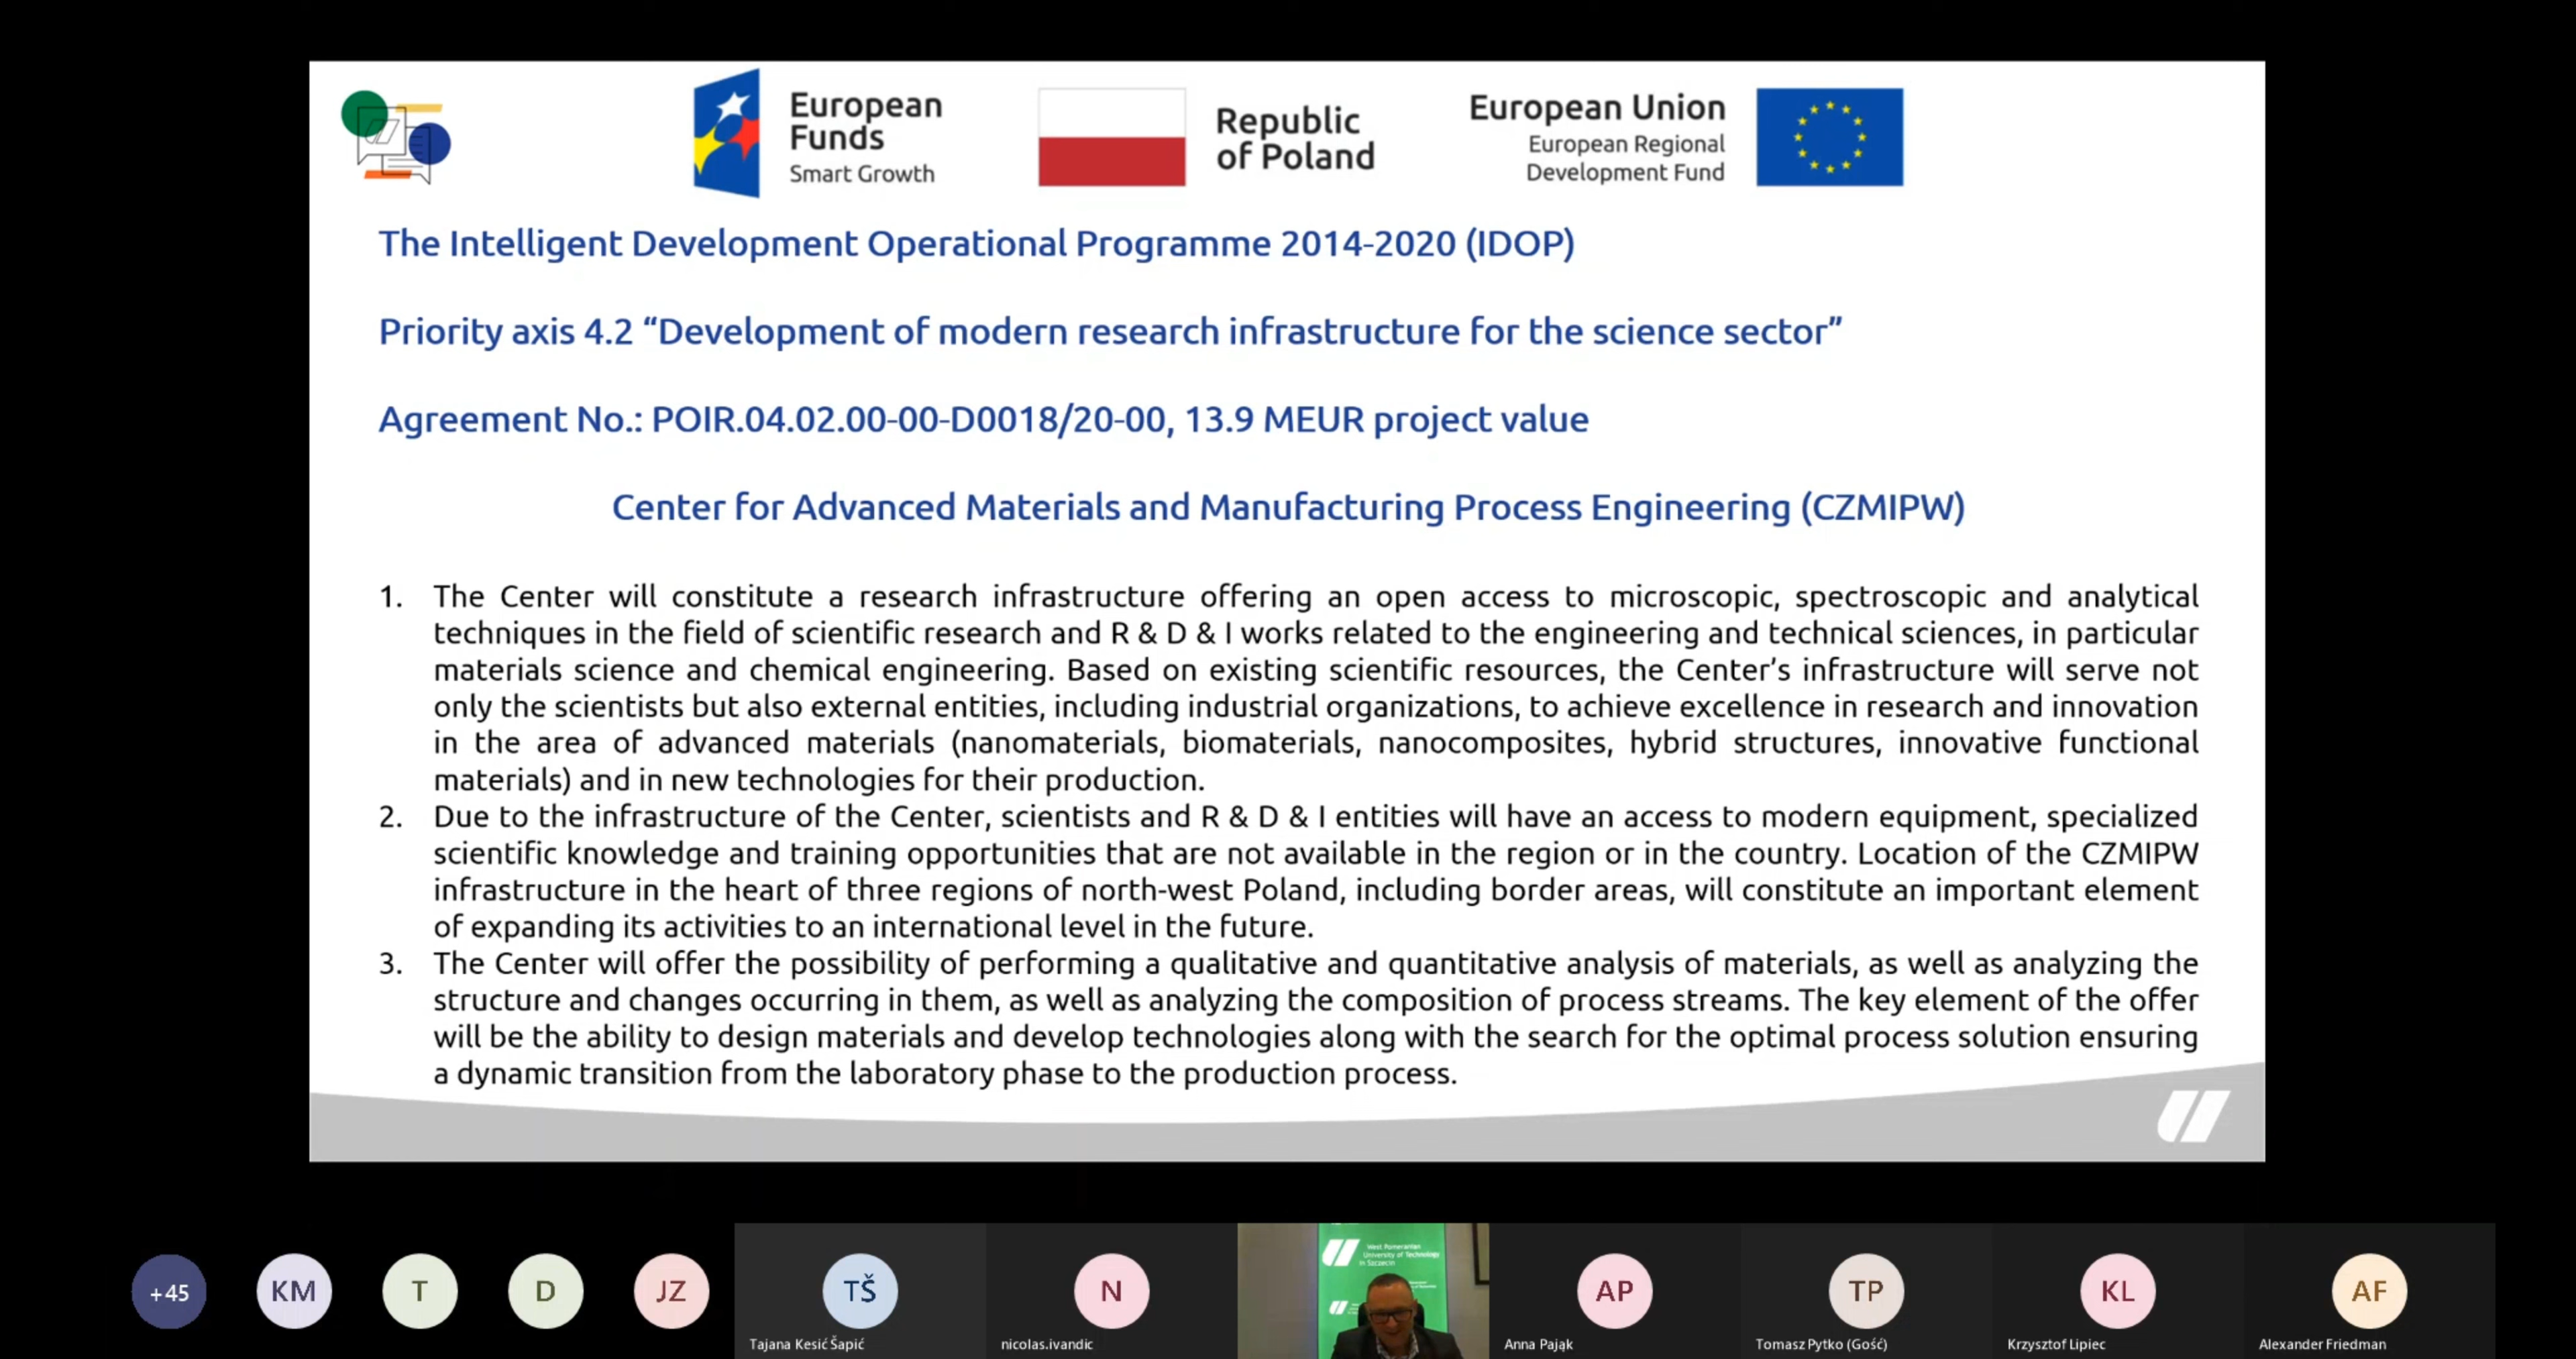 European
Funds
Smart Growth
Republic
of Poland
European Union
European Regional
Development Fund
The Intelligent Development Operational Programme 2014-2020 (IDOP)
Priority axis 4.2 “Development of modern research infrastructure for the science sector”
Agreement No.: POIR.04.02.00-00-D0018/20-00, 13.9 MEUR project value
Center for Advanced Materials and Manufacturing Process Engineering (CZMIPW)
1. The Center will constitute a research infrastructure offering an open access to microscopic, spectroscopic and analytical
techniques in the field of scientific research and R & D & I works related to the engineering and technical sciences, in particular
materials science and chemical engineering. Based on existing scientific resources, the Center’s infrastructure will serve not
only the scientists but also external entities, including industrial organizations, to achieve excellence in research and innovation
in the area of advanced materials (nanomaterials, biomaterials, nanocomposites, hybrid structures, innovative functional
materials) and in new technologies for their production.
2. Due to the infrastructure of the Center, scientists and R & D & I entities will have an access to modern equipment, specialized
scientific knowledge and training opportunities that are not available in the region or in the country. Location of the CZMIPW
infrastructure in the heart of three regions of north-west Poland, including border areas, will constitute an important element
of expanding its activities to an international level in the future.
3. The Center will offer the possibility of performing a qualitative and quantitative analysis of materials, as well as analyzing the
structure and changes occurring in them, as well as analyzing the composition of process streams. The key element of the offer
will be the ability to design materials and develop technologies along with the search for the optimal process solution ensuring
a dynamic transition from the laboratory phase to the production process.
+45
KM
T
D
JZ
TŠ
Tajana Kesić Šapić
N
nicolas.ivandic
West Pomeranian
University of Technology
in Szczecin
AP
Anna Pająk
TP
Tomasz Pytko (Gość)
KL
Krzysztof Lipiec
AF
Alexander Friedman